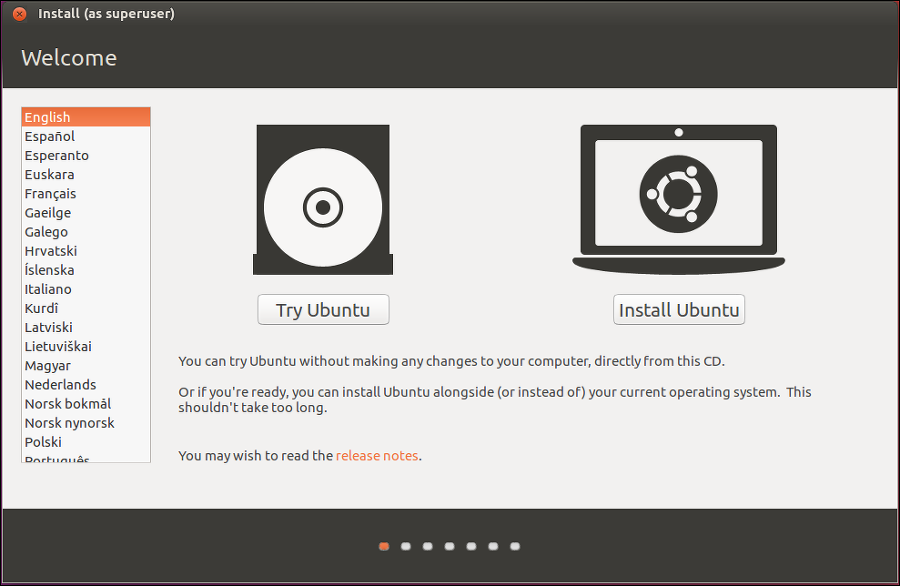 Install (as superuser)
Welcome
English
Español
Esperanto
Euskara
Français
Gaeilge
Galego
Hrvatski
Íslenska
Italiano
Kurdî
Latviski
Lietuviškai
Magyar
Nederlands
Norsk bokmål
Norsk nynorsk
Polski
Português
Try Ubuntu
Install Ubuntu
You can try Ubuntu without making any changes to your computer, directly from this CD.
Or if you're ready, you can install Ubuntu alongside (or instead of) your current operating system.  This
shouldn't take too long.
You may wish to read the release notes.